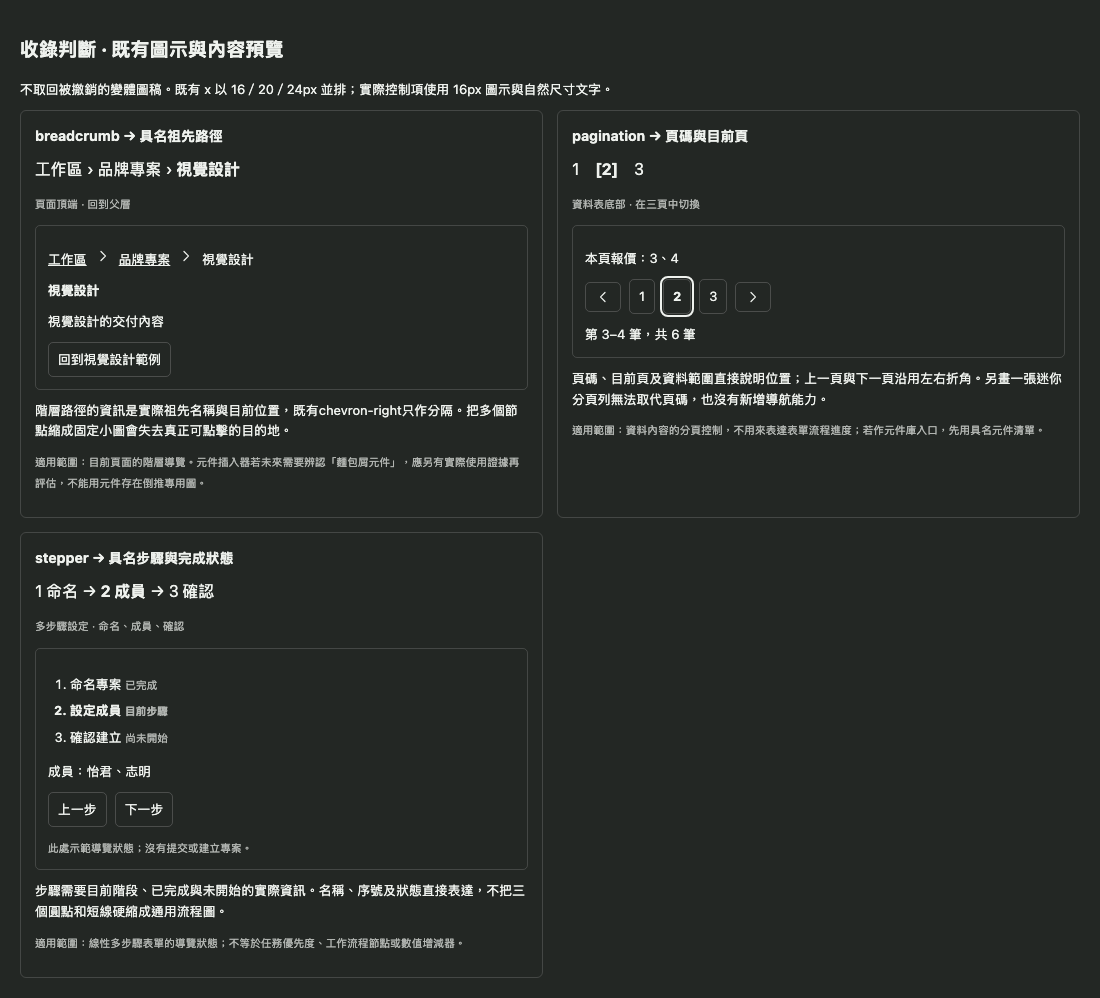 收錄判斷 · 既有圖示與內容預覽
不取回被撤銷的變體圖稿。既有 x 以 16 / 20 / 24px 並排；實際控制項使用 16px 圖示與自然尺寸文字。
breadcrumb → 具名祖先路徑
工作區 › 品牌專案 › 視覺設計
頁面頂端 · 回到父層
工作區 > 品牌專案 > 視覺設計
視覺設計
視覺設計的交付內容
回到視覺設計範例
階層路徑的資訊是實際祖先名稱與目前位置，既有chevron-right只作分隔。把多個節
點縮成固定小圖會失去真正可點擊的目的地。
適用範圍：目前頁面的階層導覽。元件插入器若未來需要辨認「麵包屑元件」，應另有實際使用證據再
評估，不能用元件存在倒推專用圖。
pagination → 頁碼與目前頁
1 [2] 3
資料表底部 · 在三頁中切換
本頁報價：3、4
< 1 2 3 >
第 3–4 筆，共 6 筆
頁碼、目前頁及資料範圍直接說明位置；上一頁與下一頁沿用左右折角。另畫一張迷你
分頁列無法取代頁碼，也沒有新增導航能力。
適用範圍：資料內容的分頁控制，不用來表達表單流程進度；若作元件庫入口，先用具名元件清單。
stepper → 具名步驟與完成狀態
1 命名 → 2 成員 → 3 確認
多步驟設定 · 命名、成員、確認
1. 命名專案 已完成
2. 設定成員 目前步驟
3. 確認建立 尚未開始
成員：怡君、志明
上一步 下一步
此處示範導覽狀態；沒有提交或建立專案。
步驟需要目前階段、已完成與未開始的實際資訊。名稱、序號及狀態直接表達，不把三
個圓點和短線硬縮成通用流程圖。
適用範圍：線性多步驟表單的導覽狀態；不等於任務優先度、工作流程節點或數值增減器。